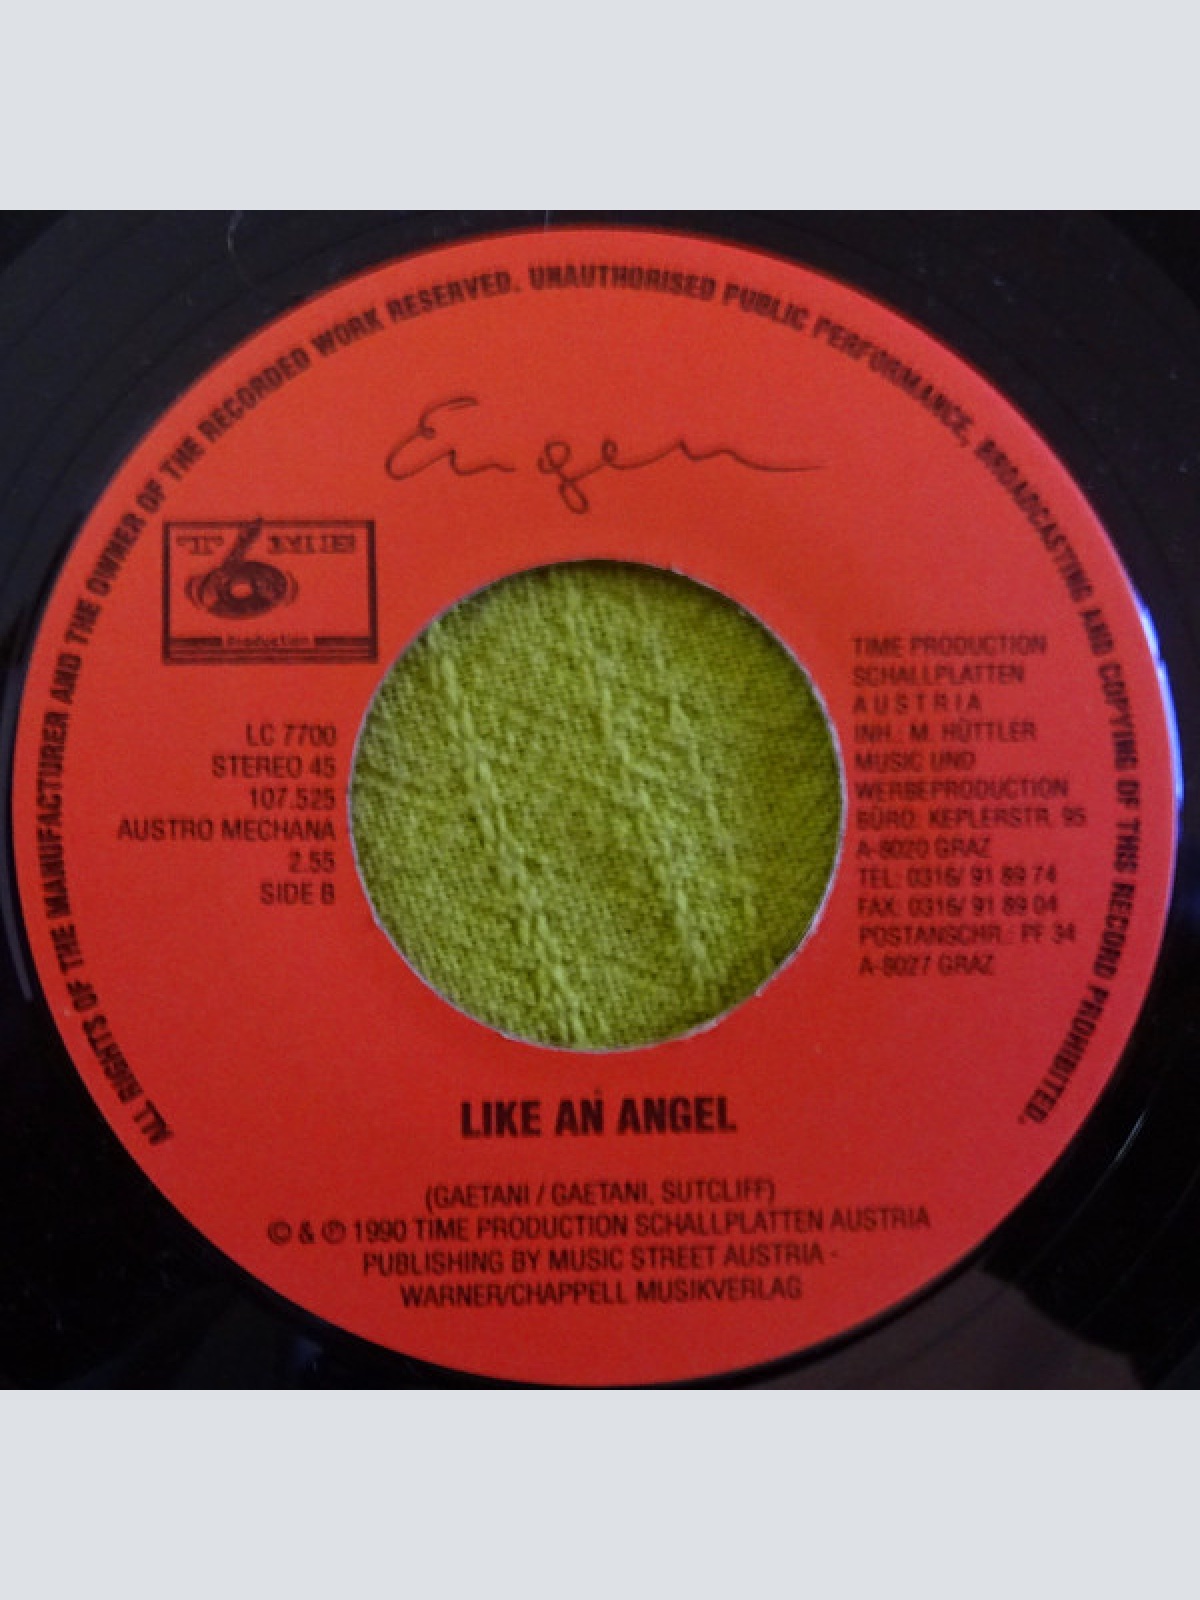 ALL RIGHTS OF THE MANUFACTURER AND THE OWNER OF THE RECORDED WORK RESERVED. UNAUTHORISED PUBLIC PERFORMANCE, BROADCASTING AND COPYING OF THIS RECORD PROHIBITED.
Eugen
TIME
Production
LC 7700
STEREO 45
107.525
AUSTRO MECHANA
2.55
SIDE B
TIME PRODUCTION
SCHALLPLATTEN
AUSTRIA
INH.: M. HÜTTLER
MUSIC UND
WERBEPRODUCTION
BÜRO: KEPLERSTR. 95
A-8020 GRAZ
TEL: 0316/ 91 89 74
FAX: 0316/ 91 89 04
POSTANSCHR.: PF 34
A-8027 GRAZ
LIKE AN ANGEL
(GAETANI / GAETANI, SUTCLIFF)
© & ℗ 1990 TIME PRODUCTION SCHALLPLATTEN AUSTRIA
PUBLISHING BY MUSIC STREET AUSTRIA -
WARNER/CHAPPELL MUSIKVERLAG